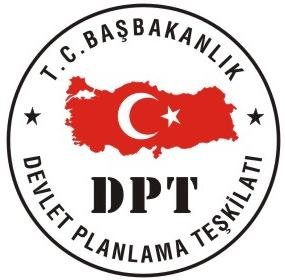 T.C.BAŞBAKANLIK
DPT
DEVLET PLANLAMA TEŞKİLATI